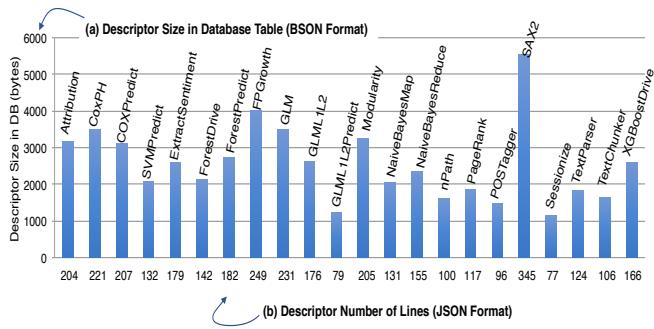 (a) Descriptor Size in Database Table (BSON Format)
Descriptor Size in DB (bytes)
6000
5000
4000
3000
2000
1000
0
Attribution
CoxPH
COXPredict
SVMPredict
ExtractSentiment
ForestDrive
ForestPredict
FPGrowth
GLM
GLML1L2
GLML1L2Predict
Modularity
NaiveBayesMap
NaiveBayesReduce
nPath
PageRank
POSTagger
SAX2
Sessionize
TextParser
TextChunker
XGBoostDrive
204 221 207 132 179 142 182 249 231 176 79 205 131 155 100 117 96 345 77 124 106 166
(b) Descriptor Number of Lines (JSON Format)